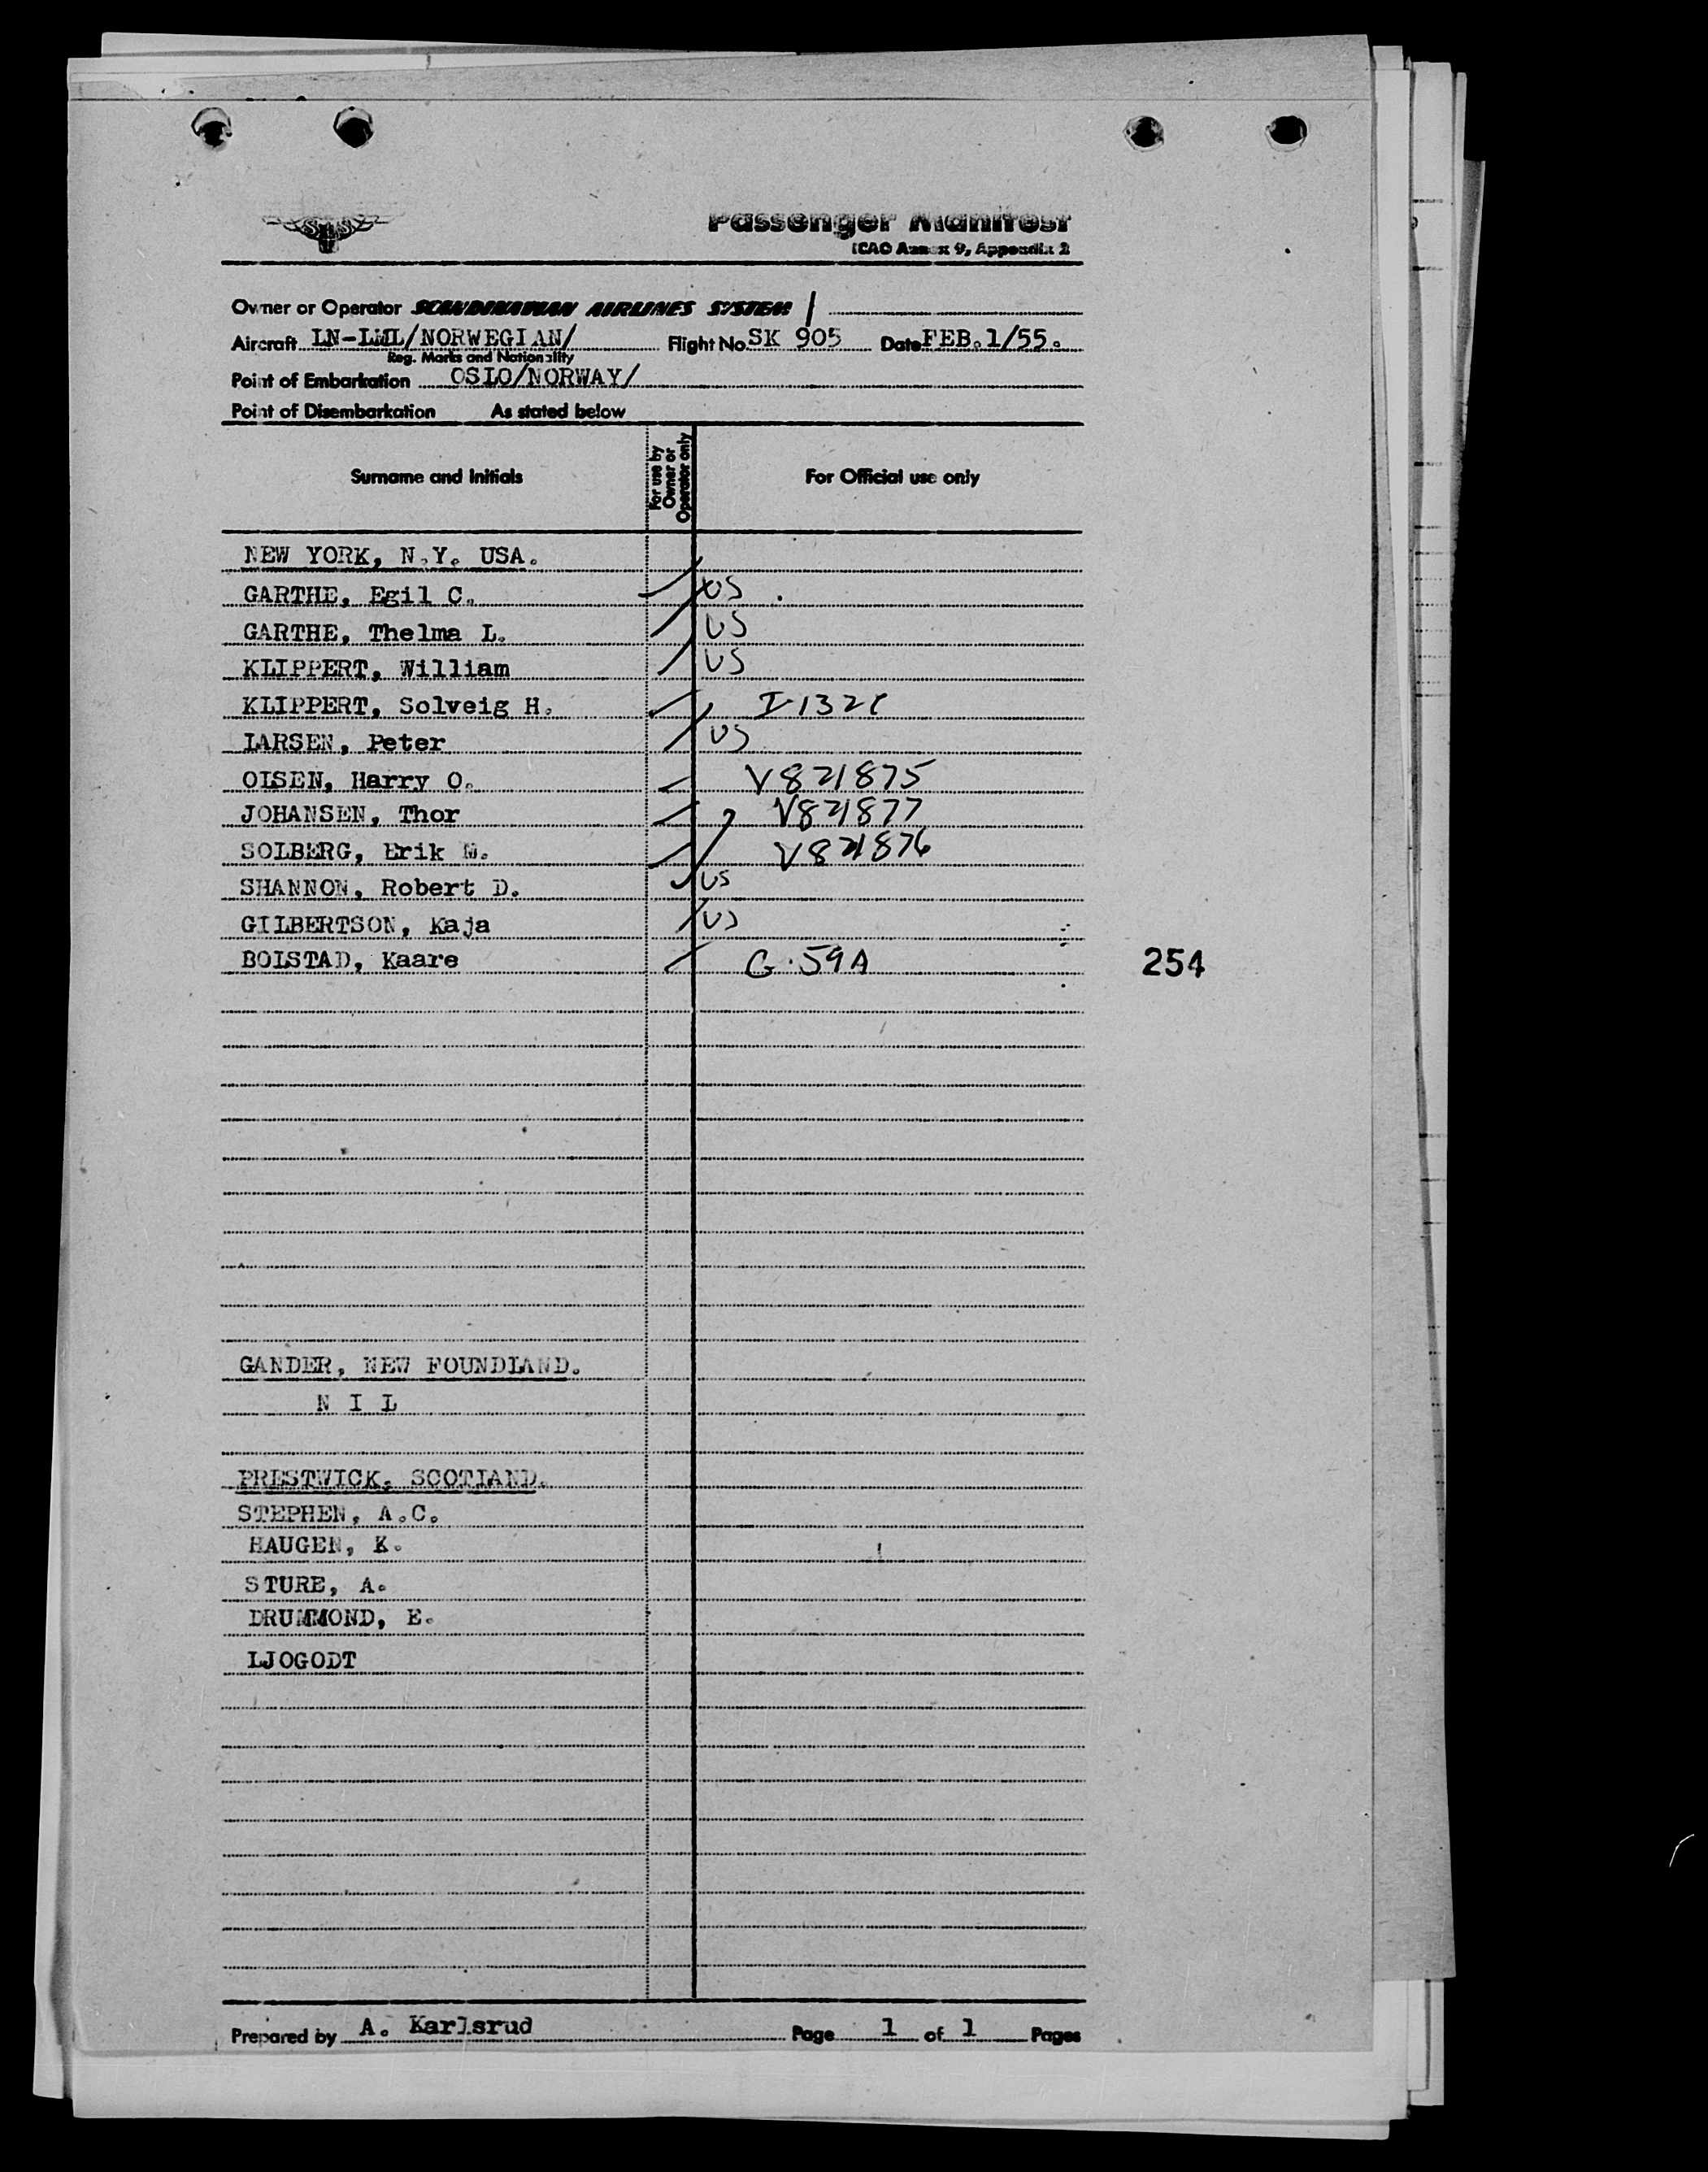 SAS
Passenger Manifest
ICAO Annex 9, Appendix 2
Owner or Operator SCANDINAVIAN AIRLINES SYSTEM /
Aircraft LN-LML/NORWEGIAN/ Flight No. SK 905 Date FEB.1/55.
Reg. Marks and Nationality
Point of Embarkation OSLO/NORWAY/
Point of Disembarkation As stated below
Surname and Initials For use by Owner or Operator only For Official use only
NEW YORK, N.Y. USA.
GARTHE, Egil C. US
GARTHE, Thelma L. US
KLIPPERT, William US
KLIPPERT, Solveig H.
LARSEN, Peter US
OLSEN, Harry O. V821875
JOHANSEN, Thor V821877
SOLBERG, Erik M. V821876
SHANNON, Robert D. US
GILBERTSON, Kaja US
BOLSTAD, Kaare G.59A
254
GANDER, NEW FOUNDLAND.
N I L
PRESTWICK, SCOTLAND.
STEPHEN, A.C.
HAUGEN, K.
STURE, A.
DRUMMOND, E.
LJOGODT
Prepared by A. Karlsrud Page 1 of 1 Pages